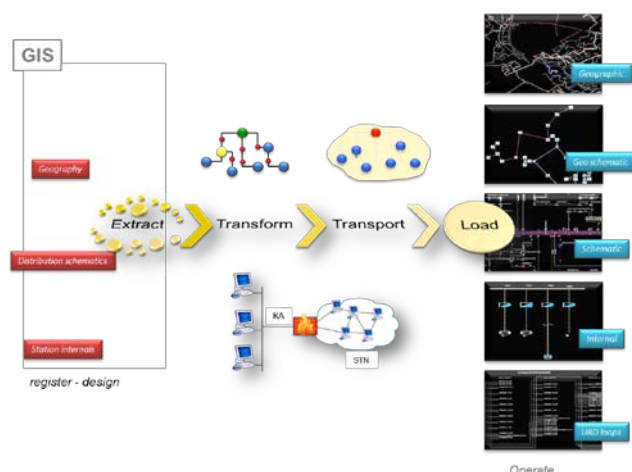 GIS
Geography
Distribution schematics
Station internals
register - design
Extract
Transform
Transport
Load
KA
STN
Geographic
Geo schematic
Schematic
Internal
URD loops
Operate